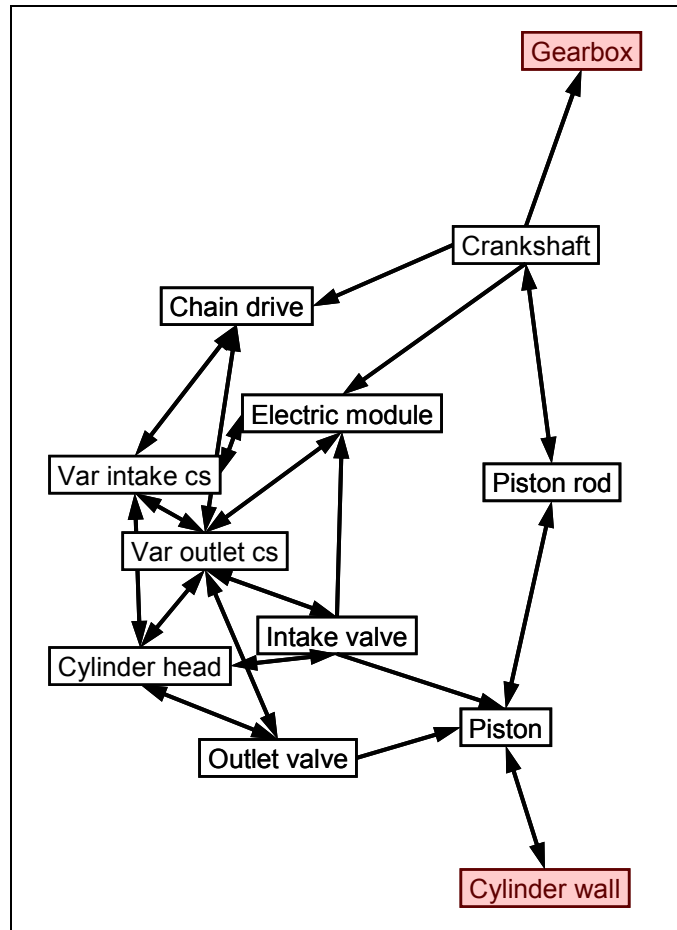 Gearbox
Crankshaft
Chain drive
Electric module
Var intake cs
Piston rod
Var outlet cs
Intake valve
Cylinder head
Piston
Outlet valve
Cylinder wall